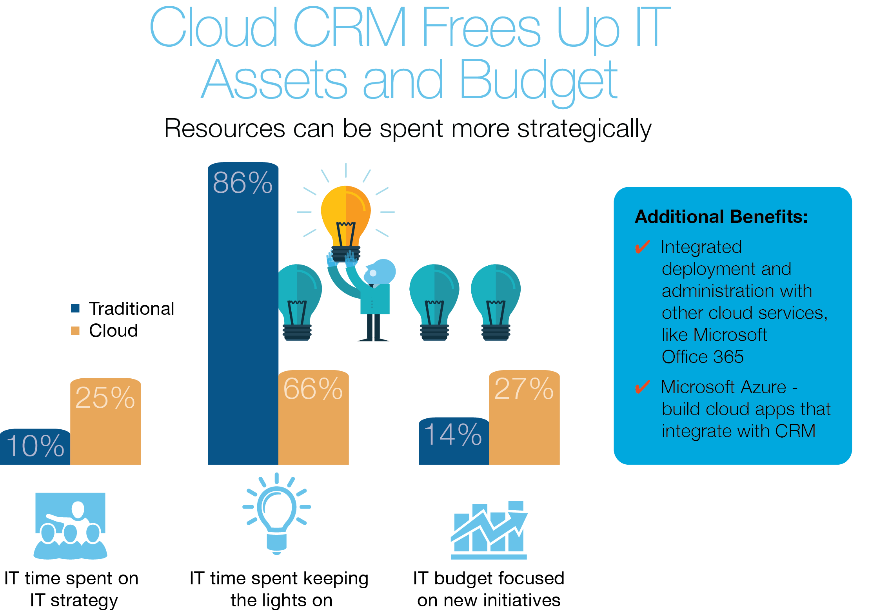 Cloud CRM Frees Up IT
Assets and Budget
Resources can be spent more strategically
86%
Additional Benefits:
✔ Integrated
deployment and
administration with
other cloud services,
like Microsoft
Office 365
✔ Microsoft Azure -
build cloud apps that
integrate with CRM
Traditional
Cloud
10%
25%
66%
14%
27%
IT time spent on
IT strategy
IT time spent keeping
the lights on
IT budget focused
on new initiatives